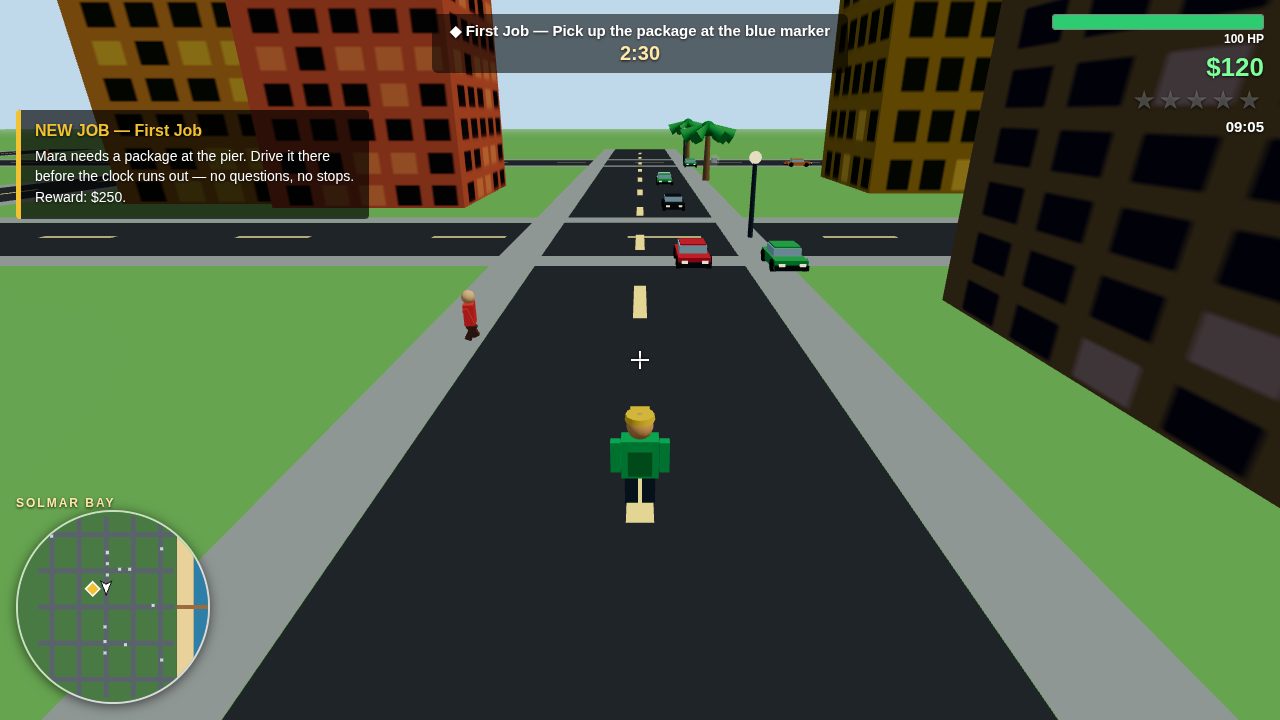 ◆ First Job — Pick up the package at the blue marker
2:30
100 HP
$120
★★★★★
09:05
NEW JOB — First Job
Mara needs a package at the pier. Drive it there
before the clock runs out — no questions, no stops.
Reward: $250.
SOLMAR BAY